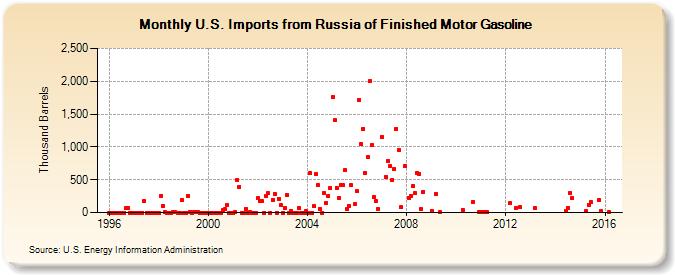 Monthly U.S. Imports from Russia of Finished Motor Gasoline
Thousand Barrels
2,500
2,000
1,500
1,000
500
0
1996 2000 2004 2008 2012 2016
Source: U.S. Energy Information Administration